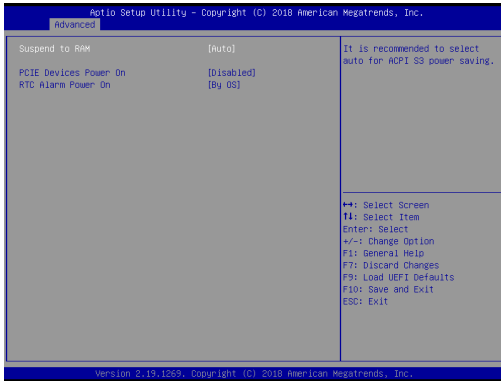 Aptio Setup Utility - Copyright (C) 2018 American Megatrends, Inc.
Advanced
Suspend to RAM [Auto]
PCIE Devices Power On [Disabled]
RTC Alarm Power On [By OS]
It is recommended to select
auto for ACPI S3 power saving.
↔: Select Screen
↑↓: Select Item
Enter: Select
+/-: Change Option
F1: General Help
F7: Discard Changes
F9: Load UEFI Defaults
F10: Save and Exit
ESC: Exit
Version 2.19.1269. Copyright (C) 2018 American Megatrends, Inc.